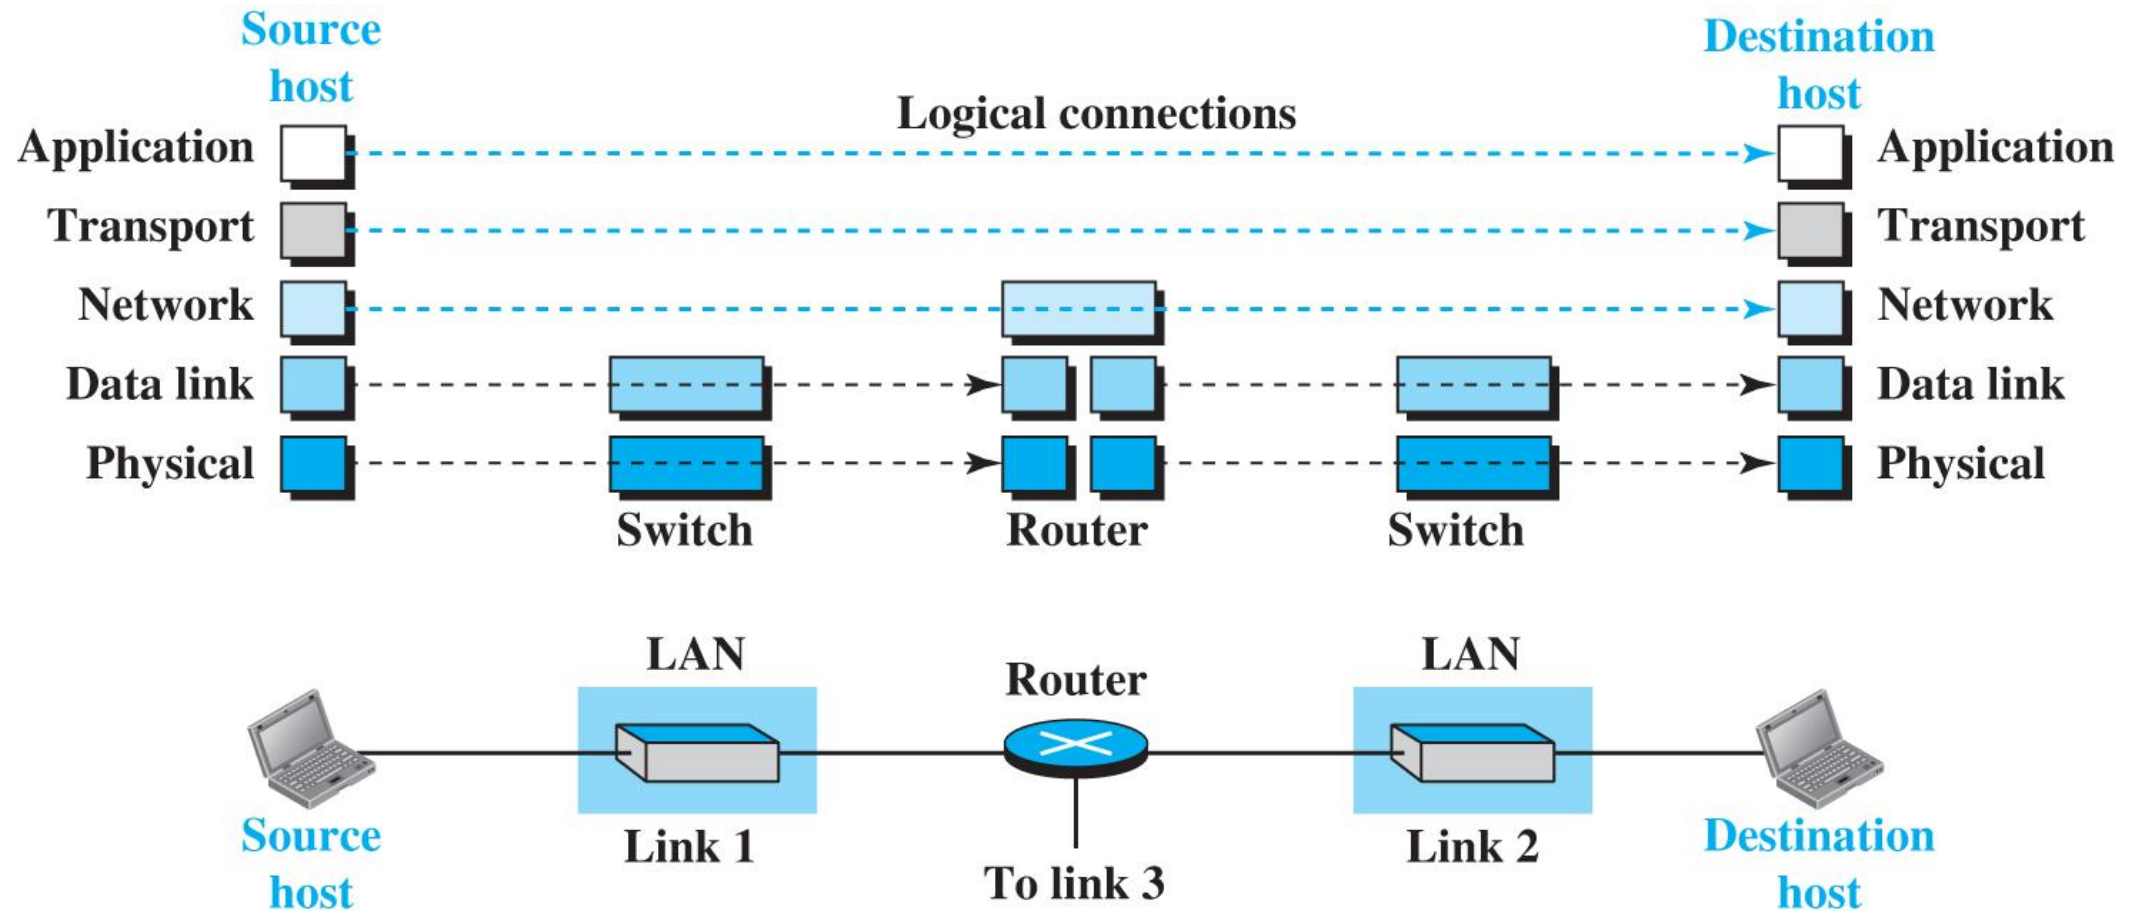 Source
host
Destination
host
Logical connections
Application
Application
Transport
Transport
Network
Network
Data link
Data link
Physical
Physical
Switch
Router
Switch
LAN
Router
LAN
Source
host
Link 1
To link 3
Link 2
Destination
host